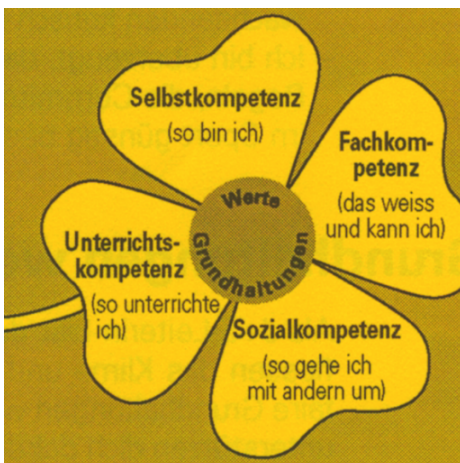 Selbstkompetenz
(so bin ich)
Fachkom-
petenz
(das weiss
und kann ich)
Werte
Grundhaltungen
Unterrichts-
kompetenz
(so unterrichte
ich)
Sozialkompetenz
(so gehe ich
mit andern um)